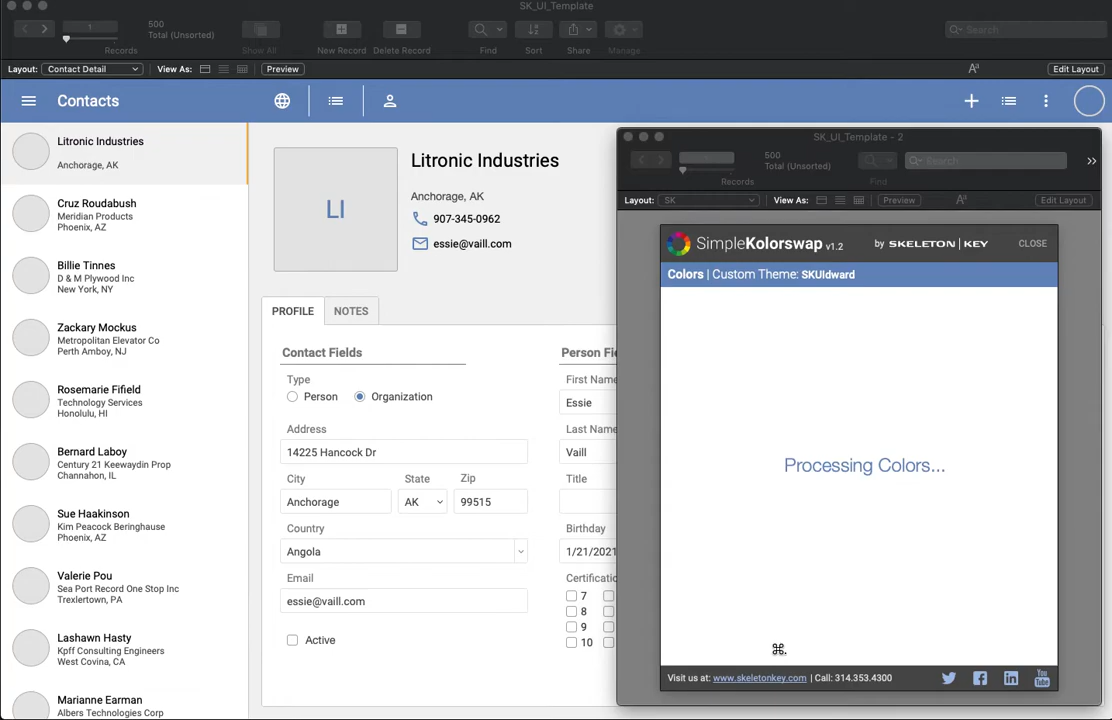 SK_UI_Template
1
500
Total (Unsorted)
Records
Show All
New Record
Delete Record
Find
Sort
Share
Manage
Search
Layout: Contact Detail
View As:
Preview
Aa
Edit Layout
Contacts
Litronic Industries
Anchorage, AK
Cruz Roudabush
Meridian Products
Phoenix, AZ
Billie Tinnes
D & M Plywood Inc
New York, NY
Zackary Mockus
Metropolitan Elevator Co
Perth Amboy, NJ
Rosemarie Fifield
Technology Services
Honolulu, HI
Bernard Laboy
Century 21 Keewaydin Prop
Channahon, IL
Sue Haakinson
Kim Peacock Beringhause
Phoenix, AZ
Valerie Pou
Sea Port Record One Stop Inc
Trexlertown, PA
Lashawn Hasty
Kpff Consulting Engineers
West Covina, CA
Marianne Earman
Albers Technologies Corp
LI
Litronic Industries
Anchorage, AK
907-345-0962
essie@vaill.com
PROFILE
NOTES
Contact Fields
Type
Person
Organization
Address
14225 Hancock Dr
City
State
Zip
Anchorage
AK
99515
Country
Angola
Email
essie@vaill.com
Active
Person Fie
First Name
Essie
Last Name
Vaill
Title
Birthday
1/21/2021
Certificatio
7
8
9
10
SK_UI_Template - 2
500
Total (Unsorted)
Records
Find
Search
Layout: SK
View As:
Preview
Aa
Edit Layout
SimpleKolorswap v1.2
by SKELETON|KEY
CLOSE
Colors | Custom Theme: SKUIdward
Processing Colors...
⌘.
Visit us at: www.skeletonkey.com | Call: 314.353.4300
You
Tube